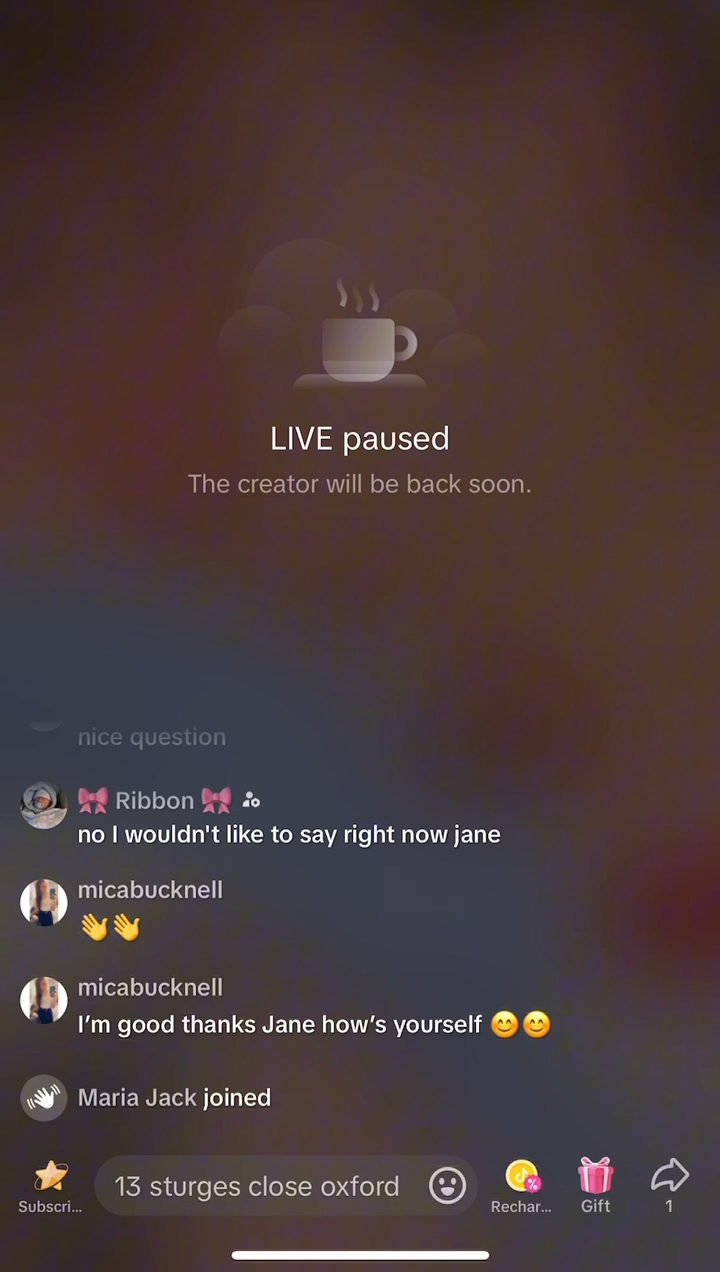 LIVE paused
The creator will be back soon.
nice question
🎀 Ribbon 🎀
no I wouldn't like to say right now jane
micabucknell
👋👋
micabucknell
I’m good thanks Jane how’s yourself 😊😊
Maria Jack joined
13 sturges close oxford
Subscri...
Rechar...
Gift
1